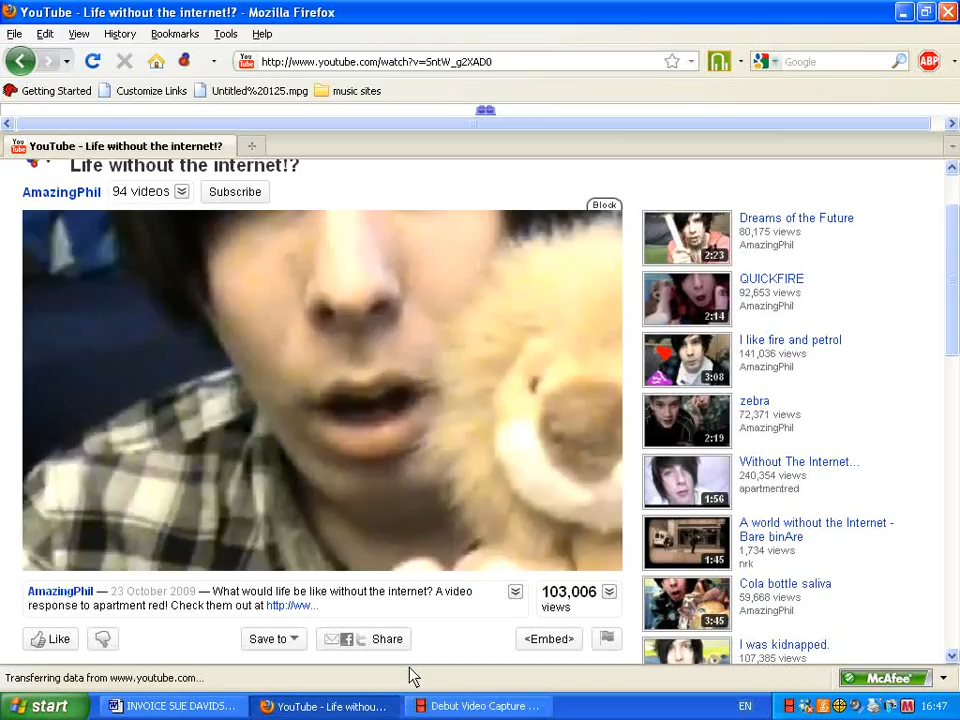 YouTube - Life without the internet!? - Mozilla Firefox
File Edit View History Bookmarks Tools Help
You Tube http://www.youtube.com/watch?v=5ntW_g2XAD0 Google ABP
Getting Started Customize Links Untitled%20125.mpg music sites
You Tube YouTube - Life without the internet!?
Life without the internet!?
AmazingPhil 94 videos Subscribe
Block
Dreams of the Future
80,175 views
AmazingPhil
2:23
QUICKFIRE
92,653 views
AmazingPhil
2:14
I like fire and petrol
141,036 views
AmazingPhil
3:08
zebra
72,371 views
AmazingPhil
2:19
Without The Internet...
240,354 views
apartmentred
1:56
A world without the Internet -
Bare binAre
1,734 views
nrk
1:45
Cola bottle saliva
59,668 views
AmazingPhil
3:45
I was kidnapped.
107,385 views
AmazingPhil — 23 October 2009 — What would life be like without the internet? A video
response to apartment red! Check them out at http://ww...
103,006
views
Like Save to Share <Embed>
Transferring data from www.youtube.com... McAfee
start INVOICE SUE DAVIDS... YouTube - Life withou... Debut Video Capture ... EN 16:47